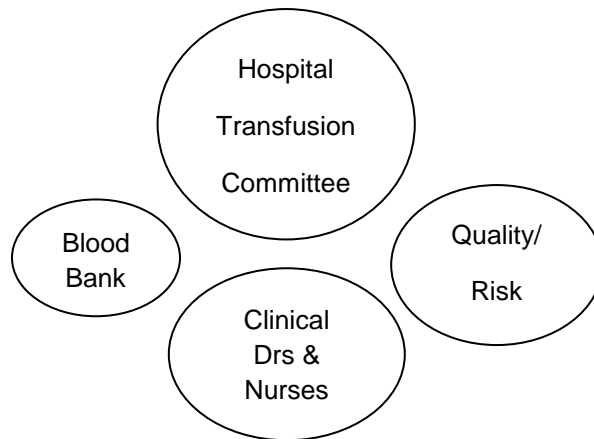 Hospital
Transfusion
Committee
Blood
Bank
Quality/
Risk
Clinical
Drs &
Nurses